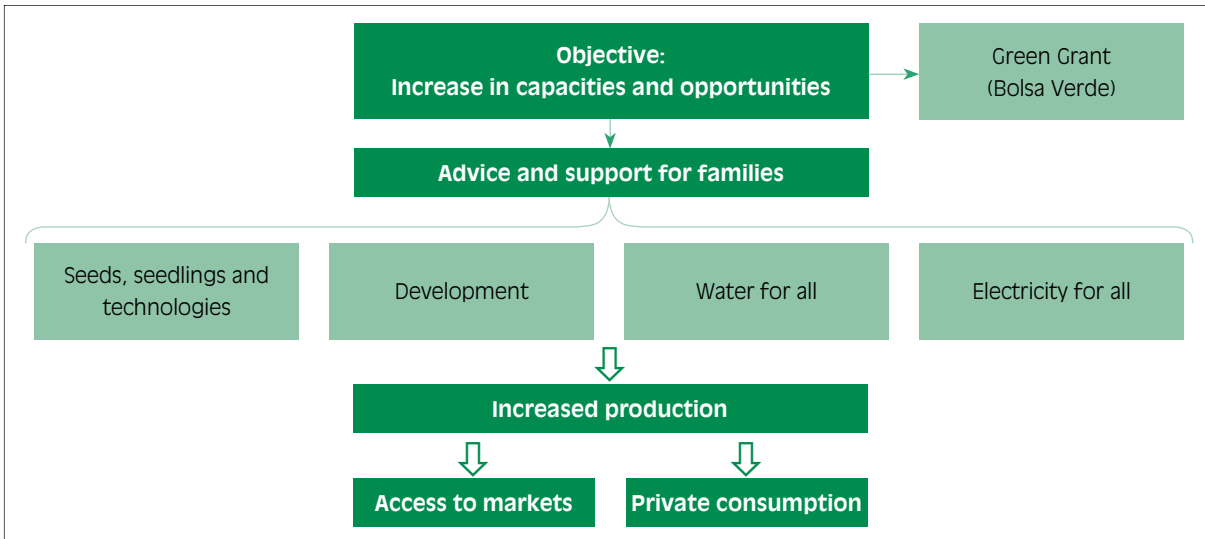 Objective:
Increase in capacities and opportunities
Green Grant
(Bolsa Verde)
Advice and support for families
Seeds, seedlings and
technologies
Development
Water for all
Electricity for all
Increased production
Access to markets
Private consumption